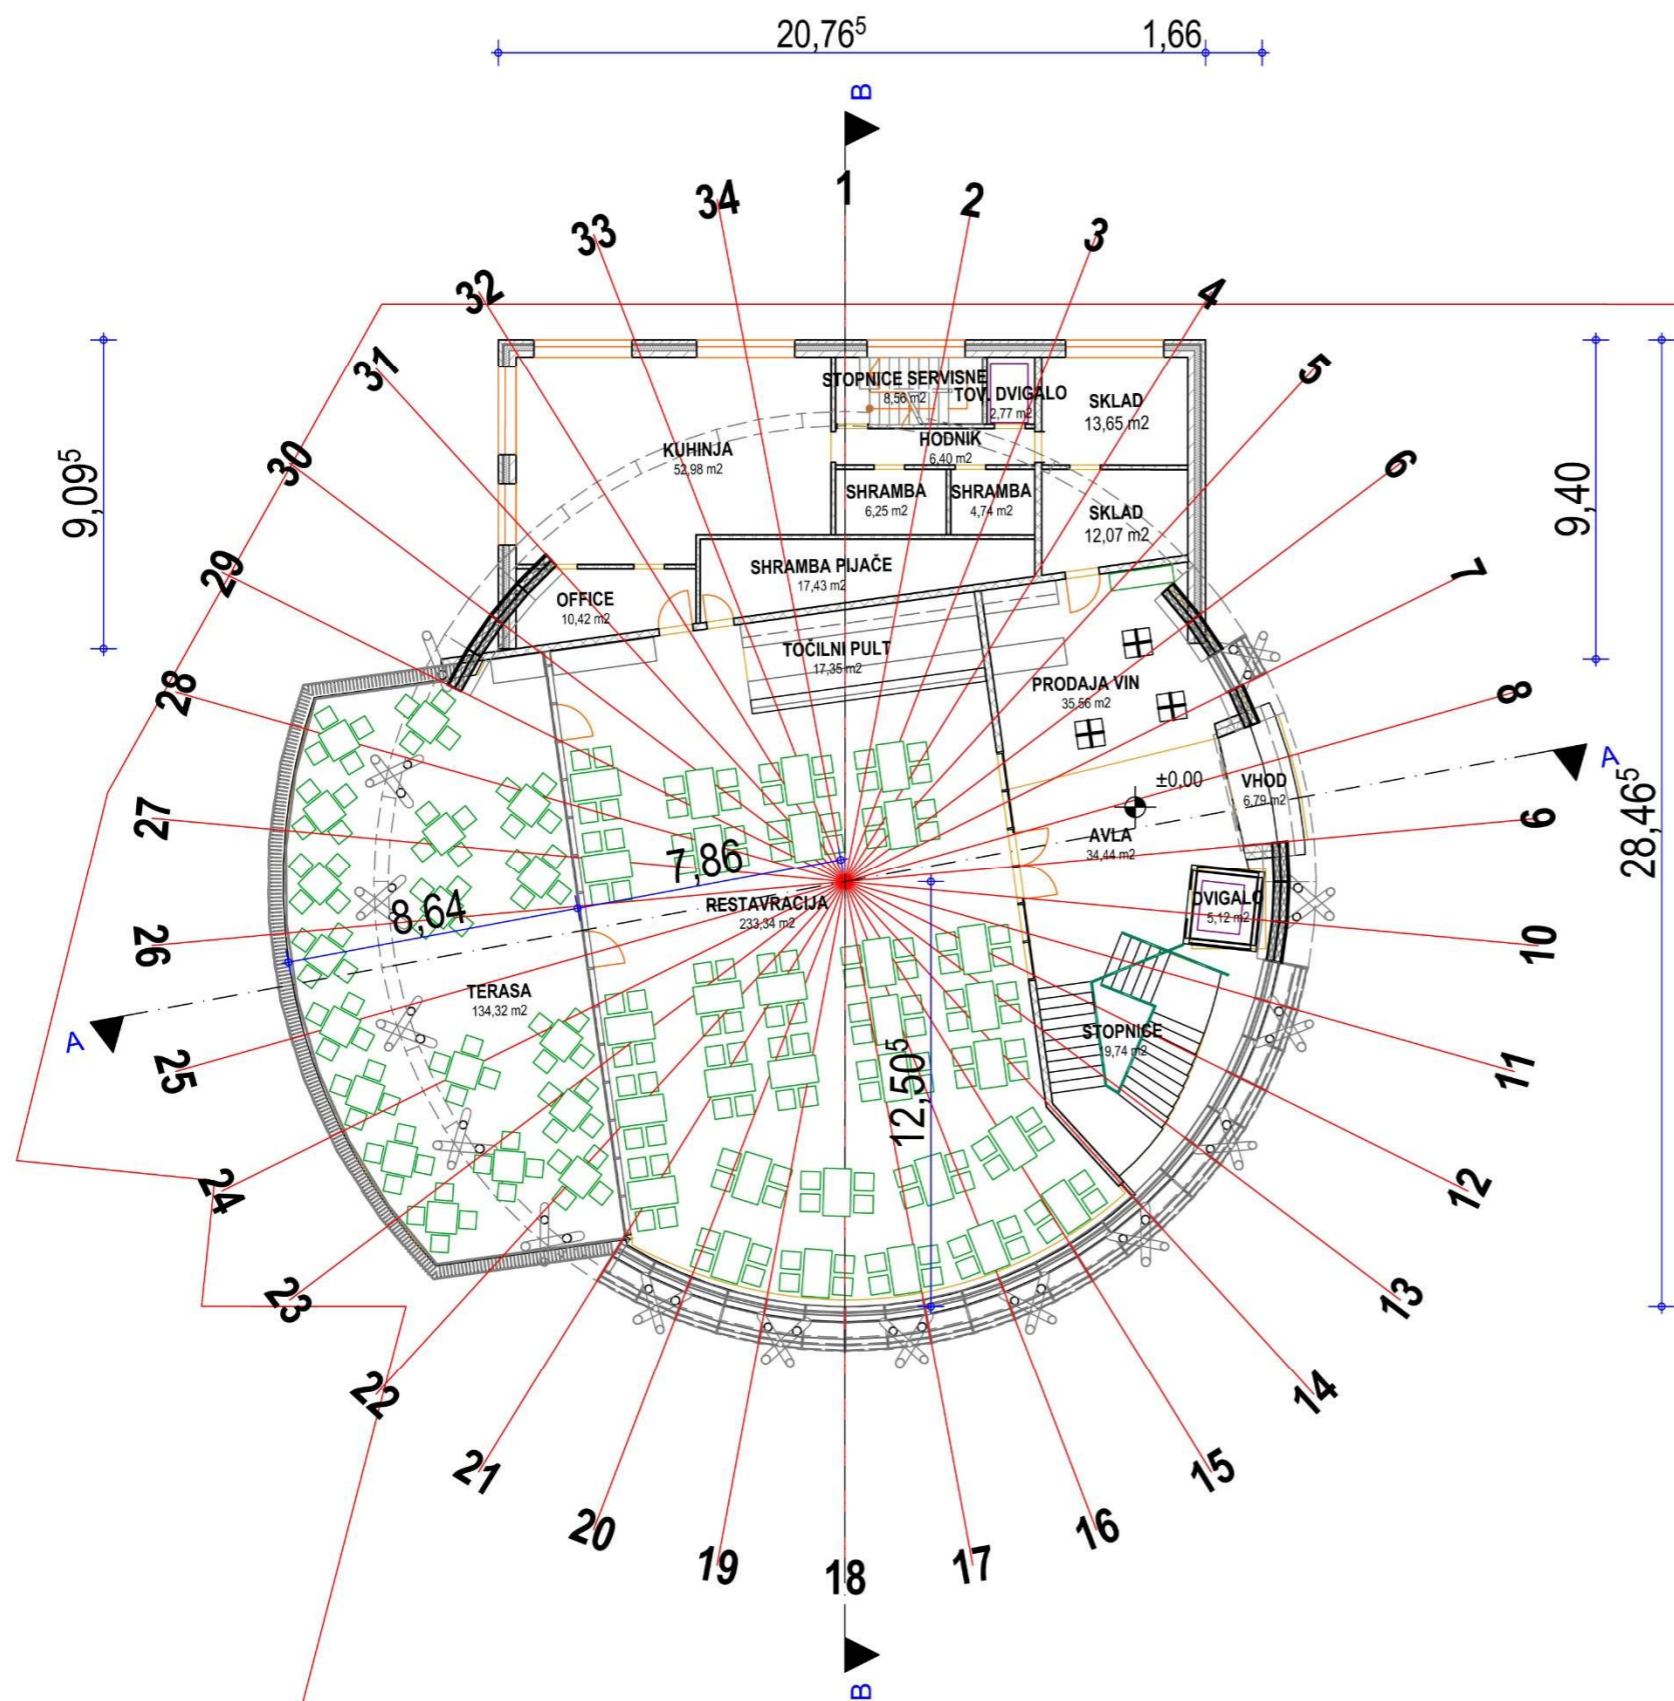 20,76⁵
1,66
B
34
1
2
33
3
32
4
31
5
30
6
29
7
28
8
27
9
26
10
25
11
24
12
23
13
22
14
21
15
20
16
19
18
17
9,09⁵
9,40
28,46⁵
STOPNICE SERVISNE
8,56 m2
TOV. DVIGALO
2,77 m2
SKLAD
13,65 m2
KUHINJA
52,98 m2
HODNIK
6,40 m2
SHRAMBA
6,25 m2
SHRAMBA
4,74 m2
SKLAD
12,07 m2
SHRAMBA PIJAČE
17,43 m2
OFFICE
10,42 m2
TOČILNI PULT
17,35 m2
PRODAJA VIN
35,56 m2
±0,00
VHOD
6,79 m2
A
AVLA
34,44 m2
7,86
8,64
RESTAVRACIJA
233,34 m2
DVIGALO
5,12 m2
TERASA
134,32 m2
STOPNICE
19,74 m2
12,50⁵
A
B